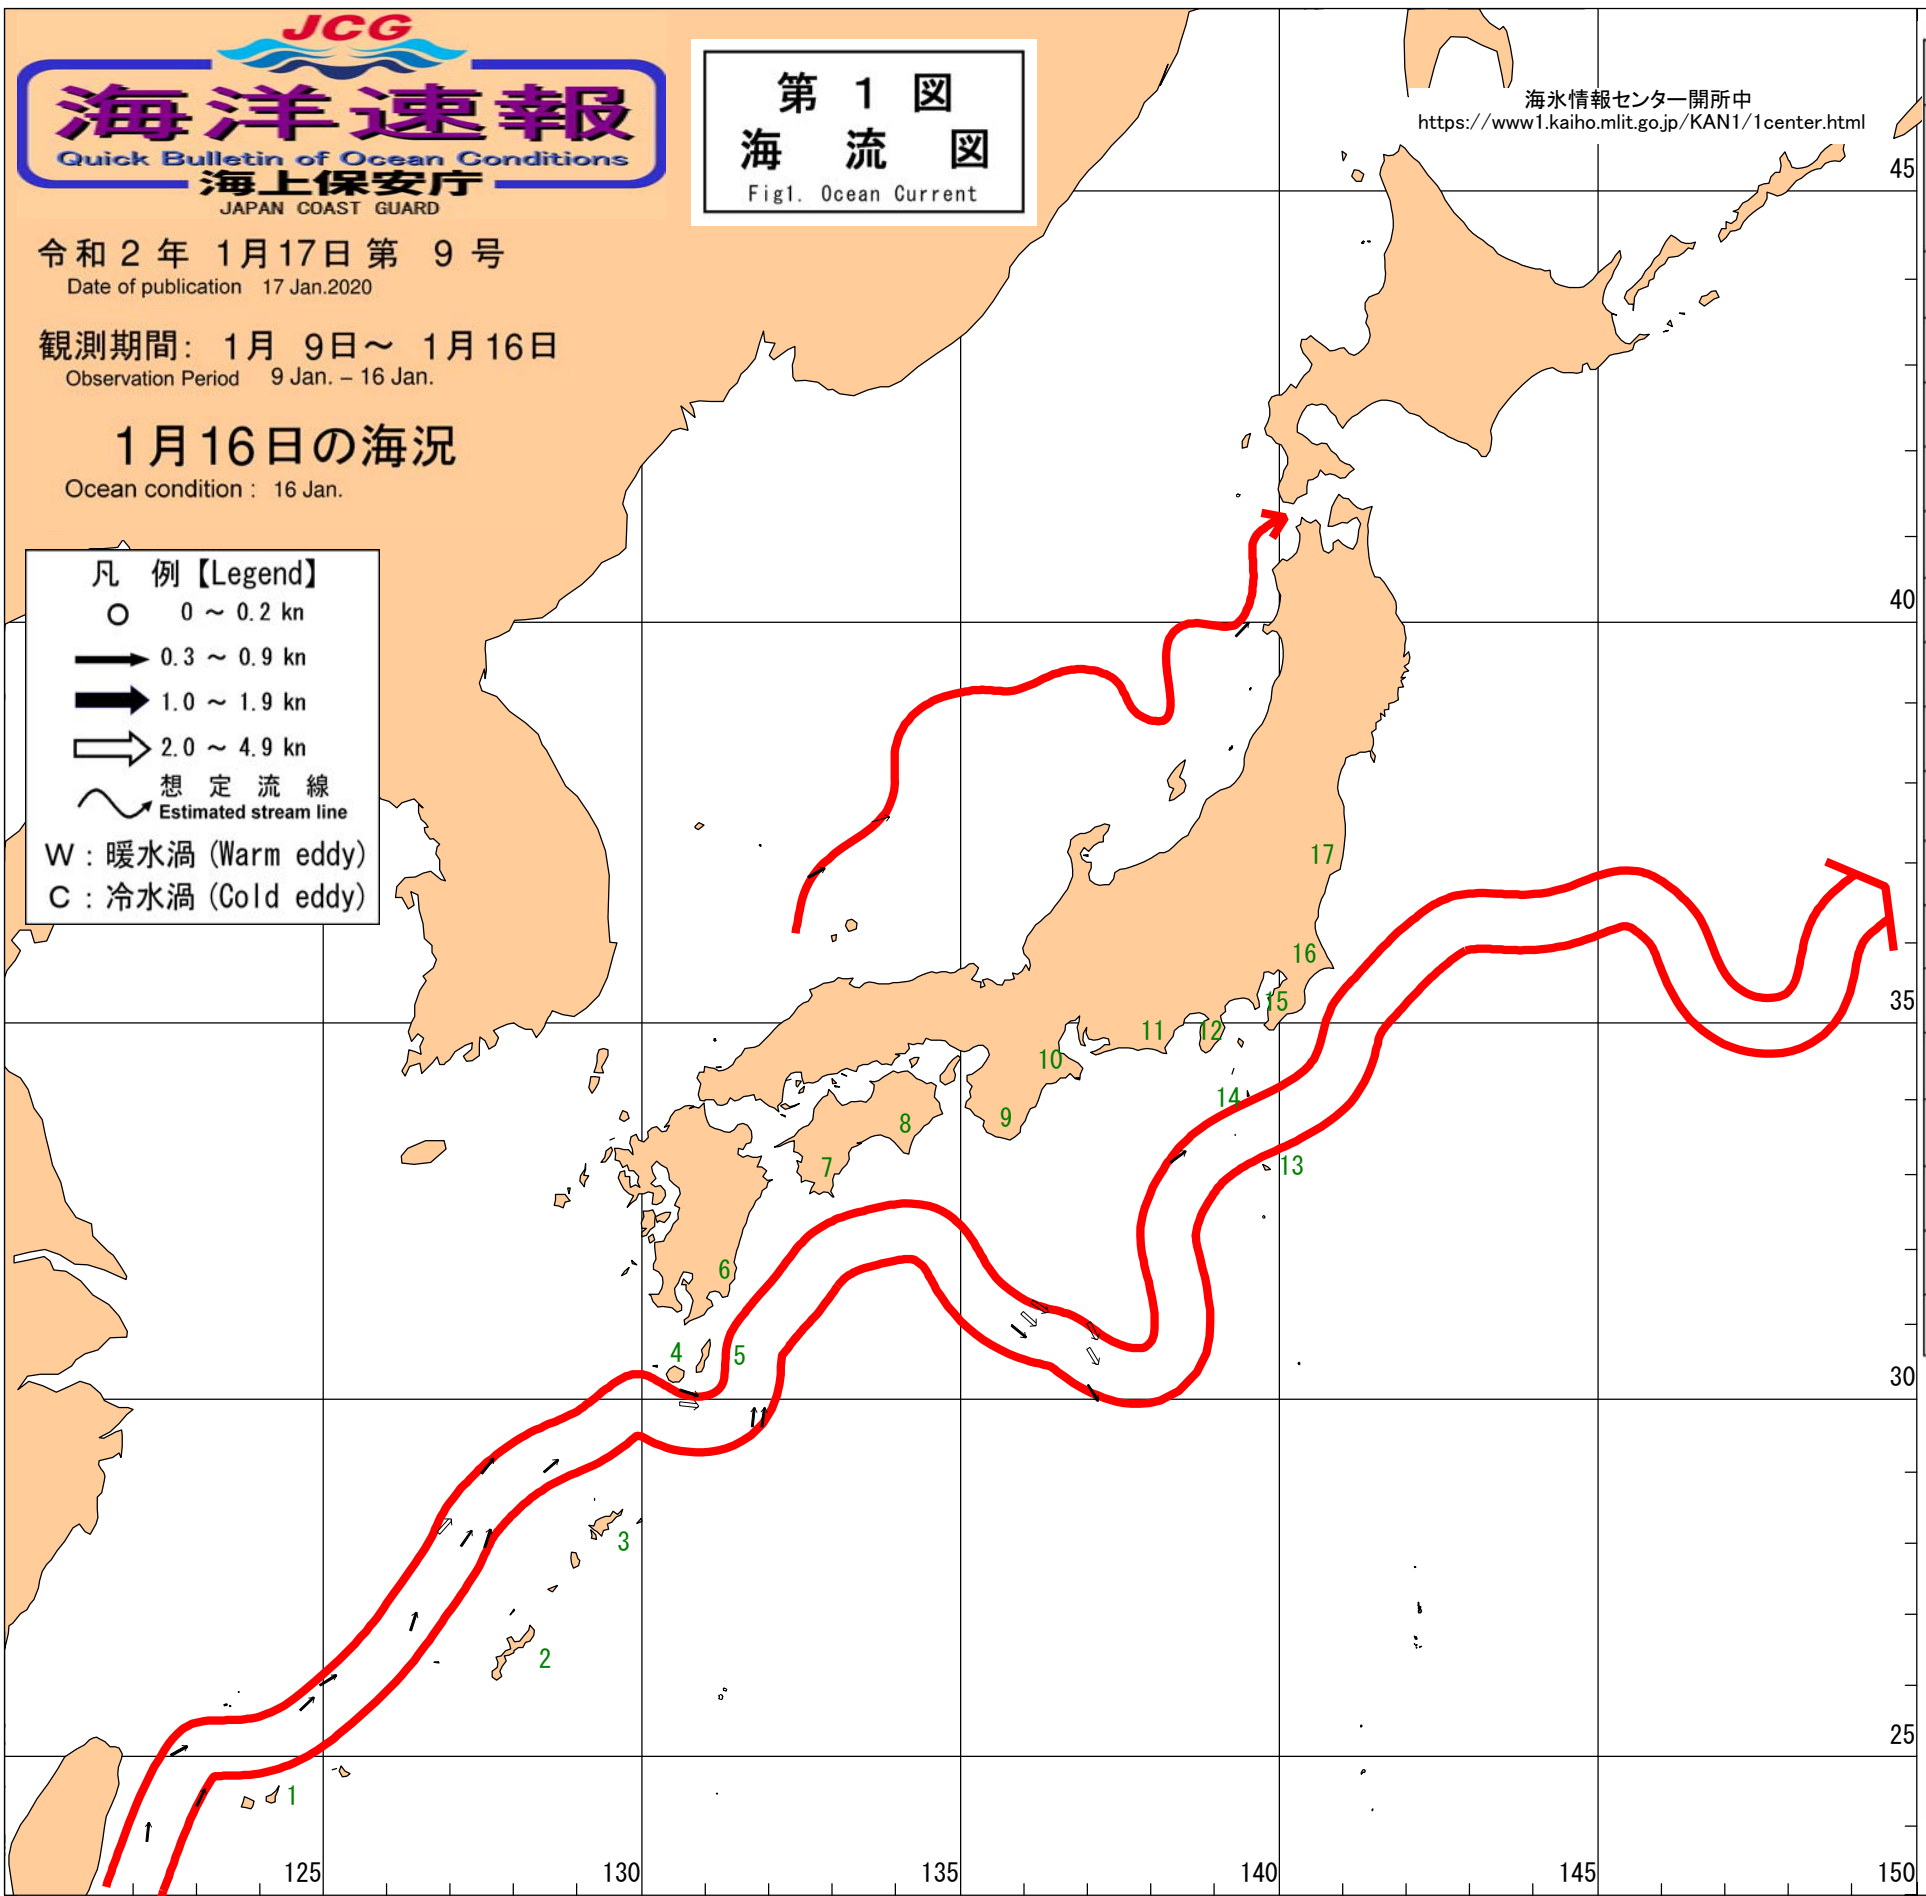 JCG
海洋速報
Quick Bulletin of Ocean Conditions
海上保安庁
JAPAN COAST GUARD
第 1 図
海 流 図
Fig1. Ocean Current
海氷情報センター開所中
https://www1.kaiho.mlit.go.jp/KAN1/1center.html
令和 2 年 1月17日 第 9 号
Date of publication 17 Jan.2020
観測期間: 1月 9日～ 1月16日
Observation Period 9 Jan. – 16 Jan.
1月16日の海況
Ocean condition : 16 Jan.
凡 例【Legend】
0 ～ 0.2 kn
0.3 ～ 0.9 kn
1.0 ～ 1.9 kn
2.0 ～ 4.9 kn
想 定 流 線
Estimated stream line
W : 暖水渦 (Warm eddy)
C : 冷水渦 (Cold eddy)
45
40
35
30
25
17
16
15
11
12
10
14
9
8
13
7
6
4
5
3
2
1
125
130
135
140
145
150